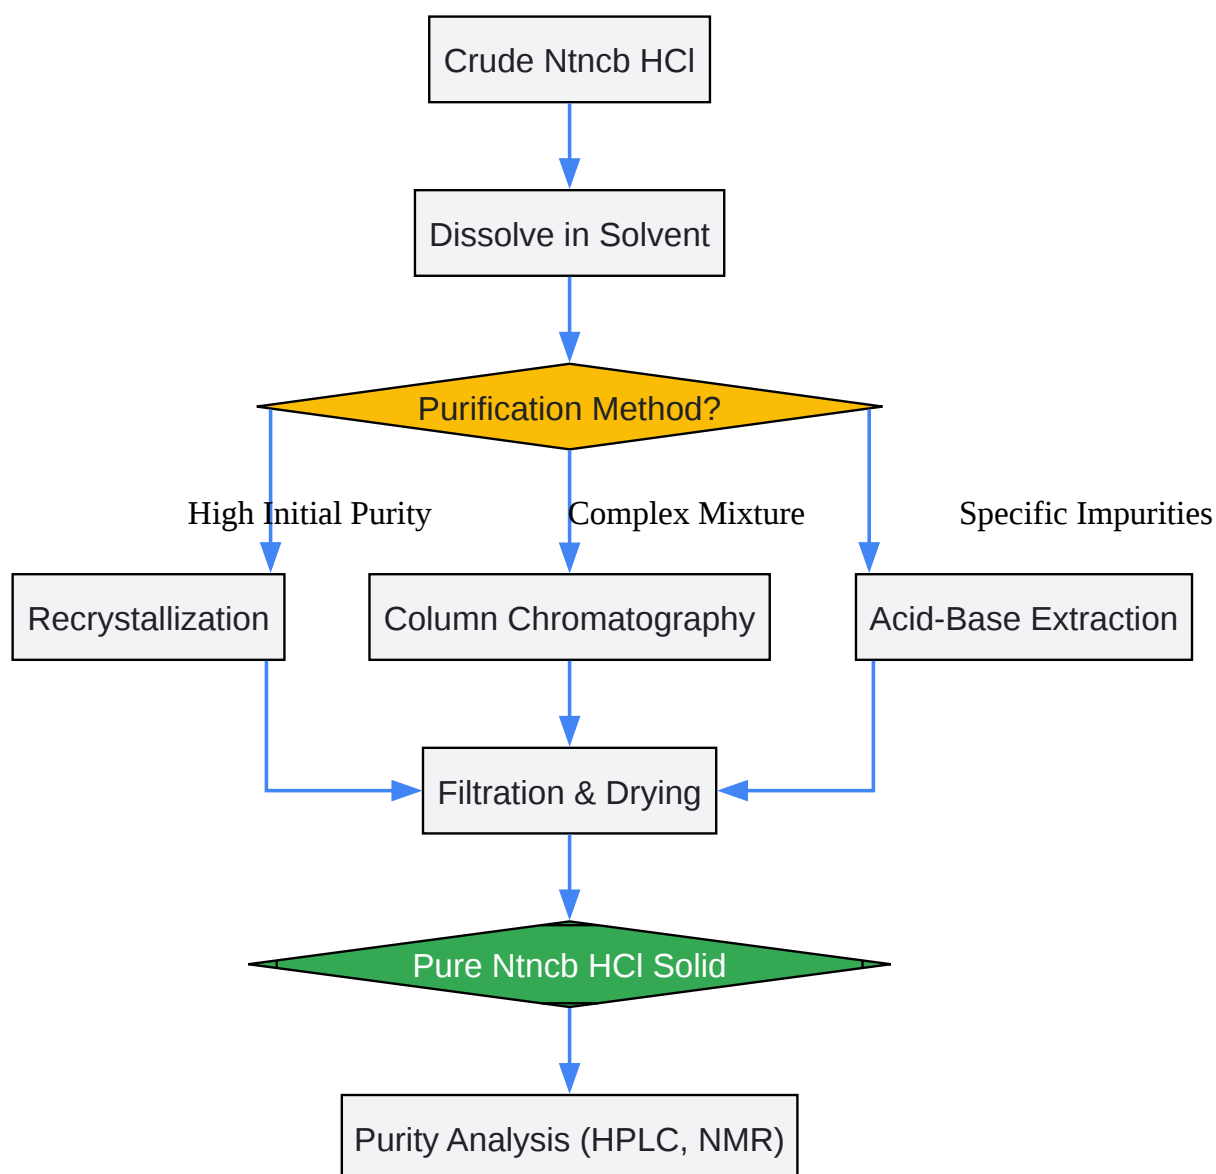 Crude Ntncb HCl
Dissolve in Solvent
Purification Method?
High Initial Purity
Complex Mixture
Specific Impurities
Recrystallization
Column Chromatography
Acid-Base Extraction
Filtration & Drying
Pure Ntncb HCl Solid
Purity Analysis (HPLC, NMR)